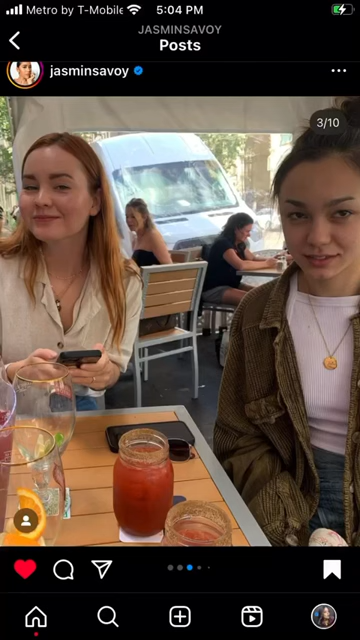 Metro by T-Mobile
5:04 PM
JASMINSAVOY
Posts
jasminsavoy
3/10